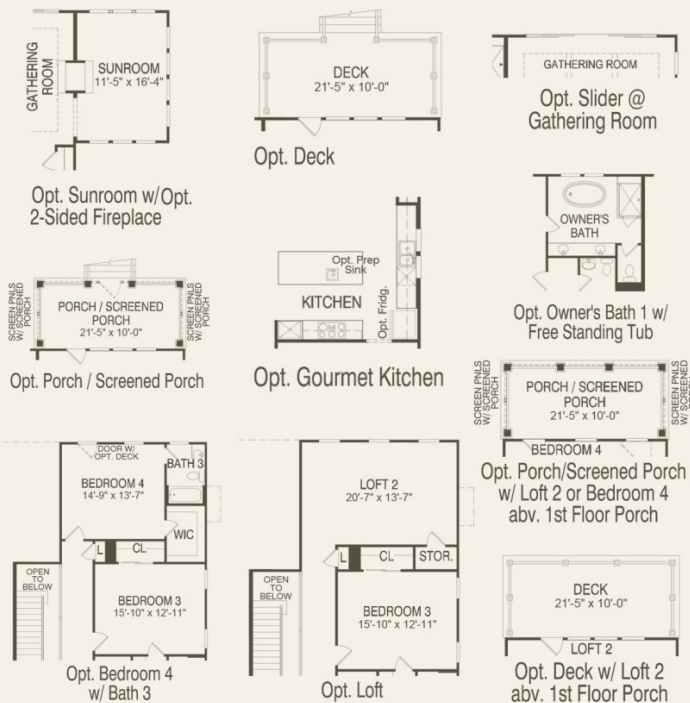 GATHERING
ROOM
SUNROOM
11'-5" x 16'-4"
Opt. Sunroom w/Opt.
2-Sided Fireplace
DECK
21'-5" x 10'-0"
Opt. Deck
GATHERING ROOM
Opt. Slider @
Gathering Room
SCREEN PNLS
W/ SCREENED
PORCH
PORCH / SCREENED
PORCH
21'-5" x 10'-0"
SCREEN PNLS
W/ SCREENED
PORCH
Opt. Porch / Screened Porch
Opt. Prep
Sink
KITCHEN
Opt. Fridg.
Opt. Gourmet Kitchen
OWNER'S
BATH
Opt. Owner's Bath 1 w/
Free Standing Tub
SCREEN PNLS
W/ SCREENED
PORCH
PORCH / SCREENED
PORCH
21'-5" x 10'-0"
SCREEN PNLS
W/ SCREENED
PORCH
BEDROOM 4
Opt. Porch/Screened Porch
w/ Loft 2 or Bedroom 4
abv. 1st Floor Porch
DOOR W/
OPT. DECK
BATH 3
BEDROOM 4
14'-9" x 13'-7"
WIC
L
CL
OPEN
TO
BELOW
BEDROOM 3
15'-10" x 12'-11"
Opt. Bedroom 4
w/ Bath 3
LOFT 2
20'-7" x 13'-7"
L
CL
STOR.
OPEN
TO
BELOW
BEDROOM 3
15'-10" x 12'-11"
Opt. Loft
DECK
21'-5" x 10'-0"
LOFT 2
Opt. Deck w/ Loft 2
abv. 1st Floor Porch